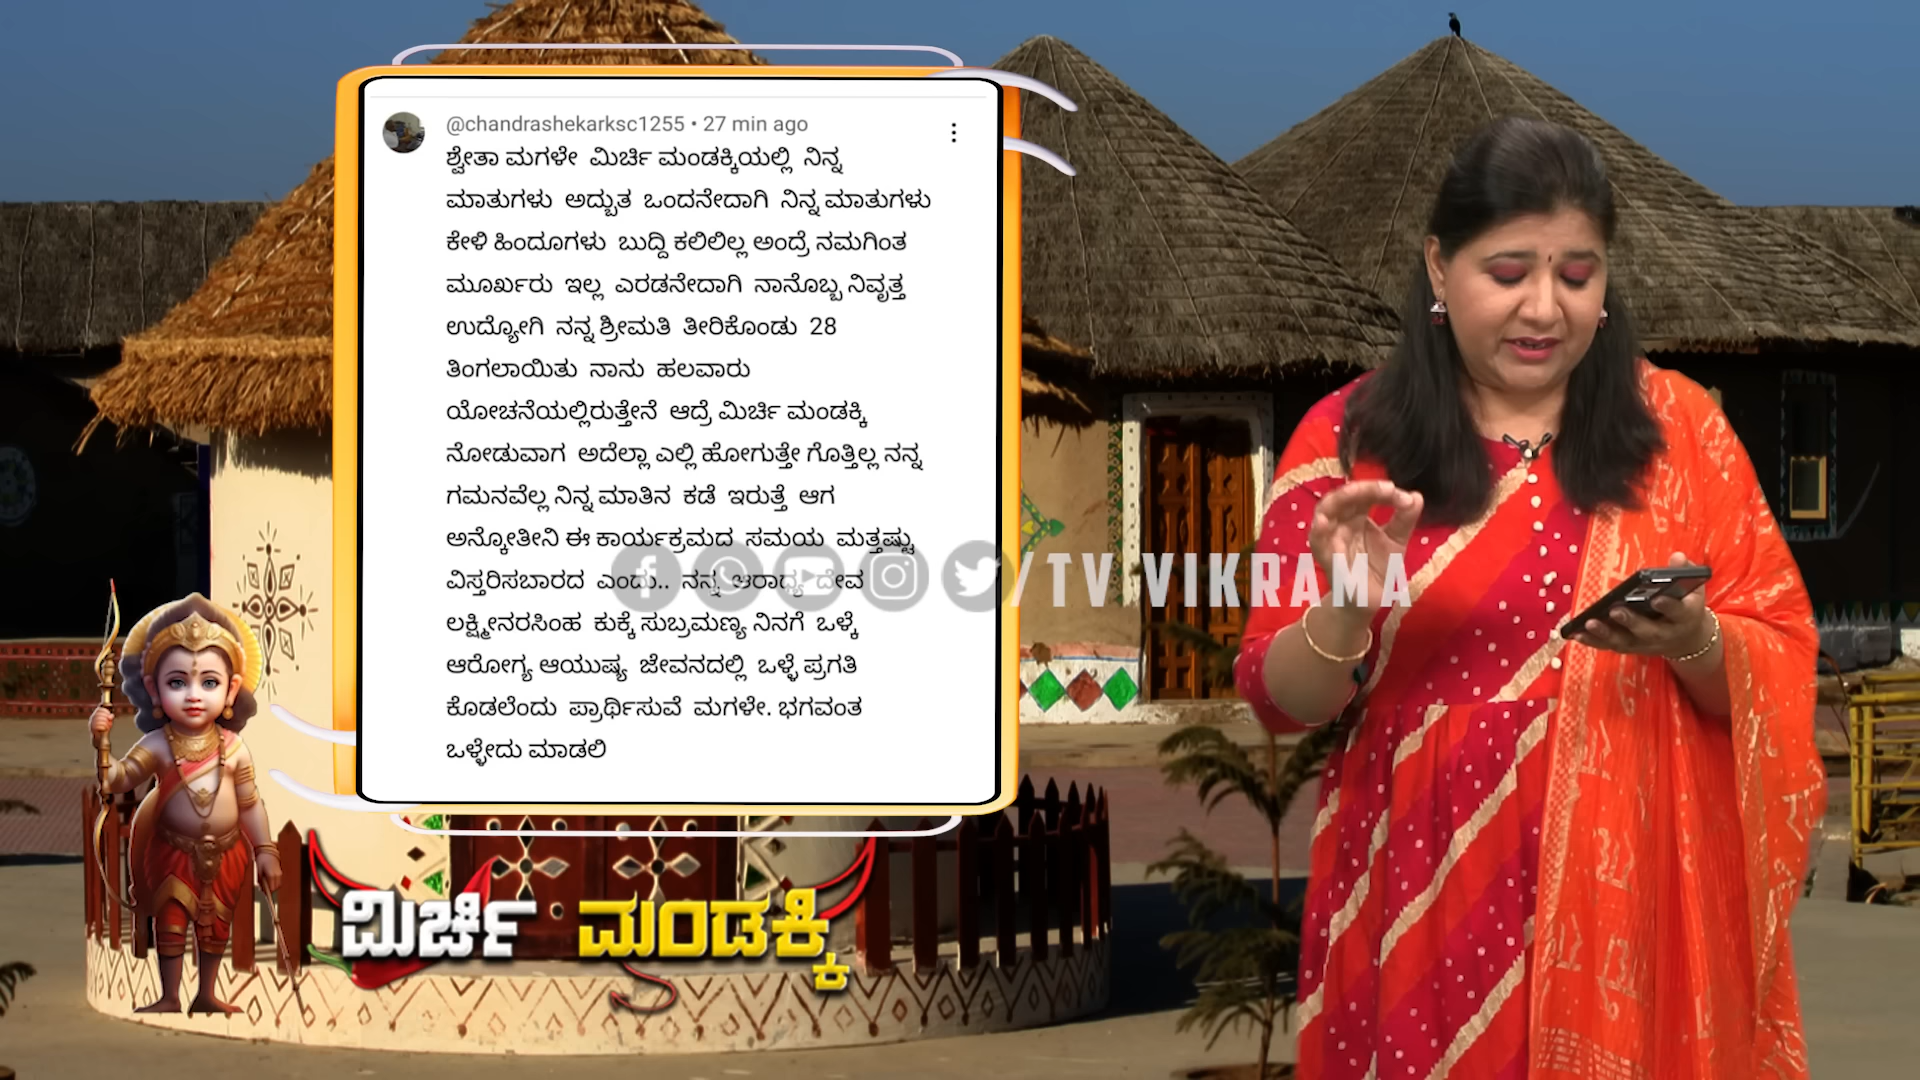 @chandrashekarksc1255 • 27 min ago
ಶ್ವೇತಾ ಮಗಳೇ ಮಿರ್ಚಿ ಮಂಡಕ್ಕಿಯಲ್ಲಿ ನಿನ್ನ
ಮಾತುಗಳು ಅದ್ಬುತ ಒಂದನೇದಾಗಿ ನಿನ್ನ ಮಾತುಗಳು
ಕೇಳಿ ಹಿಂದೂಗಳು ಬುದ್ದಿ ಕಲಿಲಿಲ್ಲ ಅಂದ್ರೆ ನಮಗಿಂತ
ಮೂರ್ಖರು ಇಲ್ಲ ಎರಡನೇದಾಗಿ ನಾನೊಬ್ಬ ನಿವೃತ್ತ
ಉದ್ಯೋಗಿ ನನ್ನ ಶ್ರೀಮತಿ ತೀರಿಕೊಂಡು 28
ತಿಂಗಲಾಯಿತು ನಾನು ಹಲವಾರು
ಯೋಚನೆಯಲ್ಲಿರುತ್ತೇನೆ ಆದ್ರೆ ಮಿರ್ಚಿ ಮಂಡಕ್ಕಿ
ನೋಡುವಾಗ ಅದೆಲ್ಲಾ ಎಲ್ಲಿ ಹೋಗುತ್ತೇ ಗೊತ್ತಿಲ್ಲ ನನ್ನ
ಗಮನವೆಲ್ಲ ನಿನ್ನ ಮಾತಿನ ಕಡೆ ಇರುತ್ತೆ ಆಗ
ಅನ್ಕೋತೀನಿ ಈ ಕಾರ್ಯಕ್ರಮದ ಸಮಯ ಮತ್ತಷ್ಟು
ವಿಸ್ತರಿಸಬಾರದ ಎಂದು.. ನನ್ನ ಆರಾಧ್ಯ ದೇವ
ಲಕ್ಷ್ಮೀನರಸಿಂಹ ಕುಕ್ಕೆ ಸುಬ್ರಮಣ್ಯ ನಿನಗೆ ಒಳ್ಕೆ
ಆರೋಗ್ಯ ಆಯುಷ್ಯ ಜೇವನದಲ್ಲಿ ಒಳ್ಳೆ ಪ್ರಗತಿ
ಕೊಡಲೆಂದು ಪ್ರಾರ್ಥಿಸುವೆ ಮಗಳೇ. ಭಗವಂತ
ಒಳ್ಳೇದು ಮಾಡಲಿ
/TV VIKRAMA
ಮಿರ್ಚಿ ಮಂಡಕ್ಕಿ